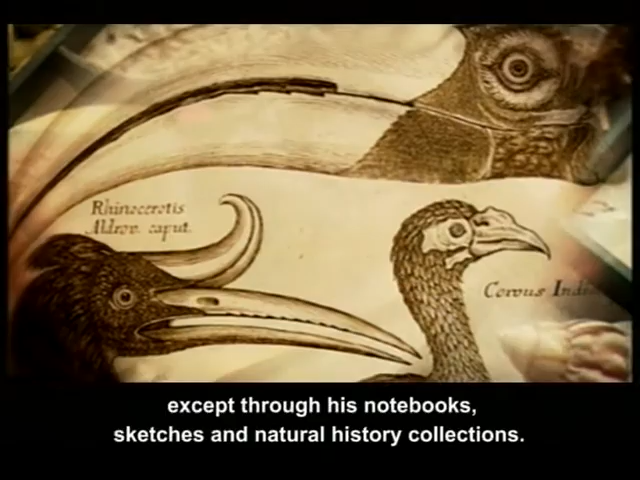 Rhinocerotis
Aldrov. caput.
Corvus Indi
except through his notebooks,
sketches and natural history collections.